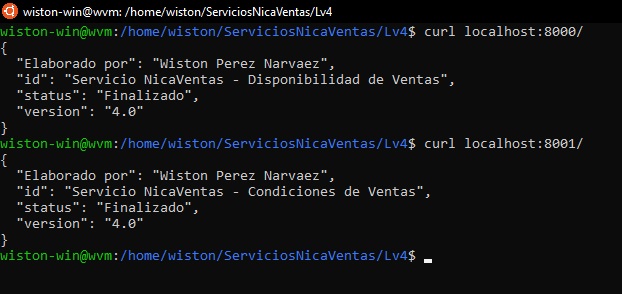 wiston-win@wvm: /home/wiston/ServiciosNicaVentas/Lv4
wiston-win@wvm:/home/wiston/ServiciosNicaVentas/Lv4$ curl localhost:8000/
{
  "Elaborado por": "Wiston Perez Narvaez",
  "id": "Servicio NicaVentas - Disponibilidad de Ventas",
  "status": "Finalizado",
  "version": "4.0"
}
wiston-win@wvm:/home/wiston/ServiciosNicaVentas/Lv4$ curl localhost:8001/
{
  "Elaborado por": "Wiston Perez Narvaez",
  "id": "Servicio NicaVentas - Condiciones de Ventas",
  "status": "Finalizado",
  "version": "4.0"
}
wiston-win@wvm:/home/wiston/ServiciosNicaVentas/Lv4$